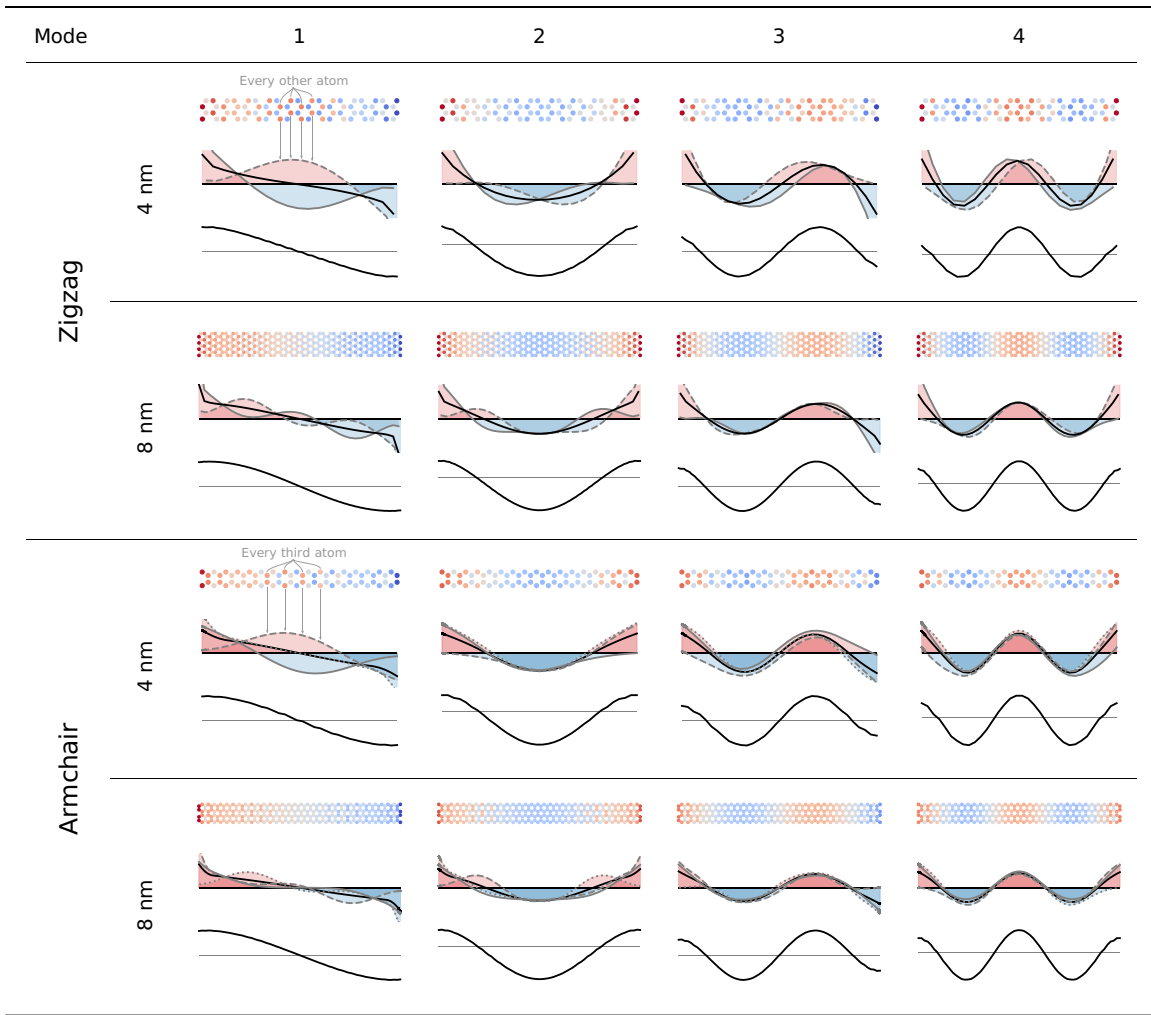 Mode 1 2 3 4
Every other atom
4 nm
Zigzag
8 nm
Every third atom
4 nm
Armchair
8 nm